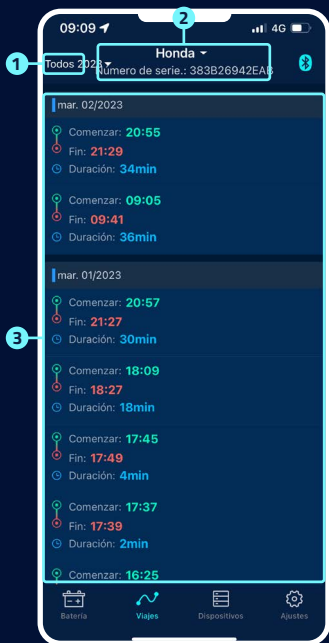 2
09:09 4G
1
Honda
Todos 2023
Número de serie.: 383B26942EAB
mar. 02/2023
Comenzar: 20:55
Fin: 21:29
Duración: 34min
Comenzar: 09:05
Fin: 09:41
Duración: 36min
mar. 01/2023
Comenzar: 20:57
Fin: 21:27
Duración: 30min
3
Comenzar: 18:09
Fin: 18:27
Duración: 18min
Comenzar: 17:45
Fin: 17:49
Duración: 4min
Comenzar: 17:37
Fin: 17:39
Duración: 2min
Comenzar: 16:25
Batería Viajes Dispositivos Ajustes